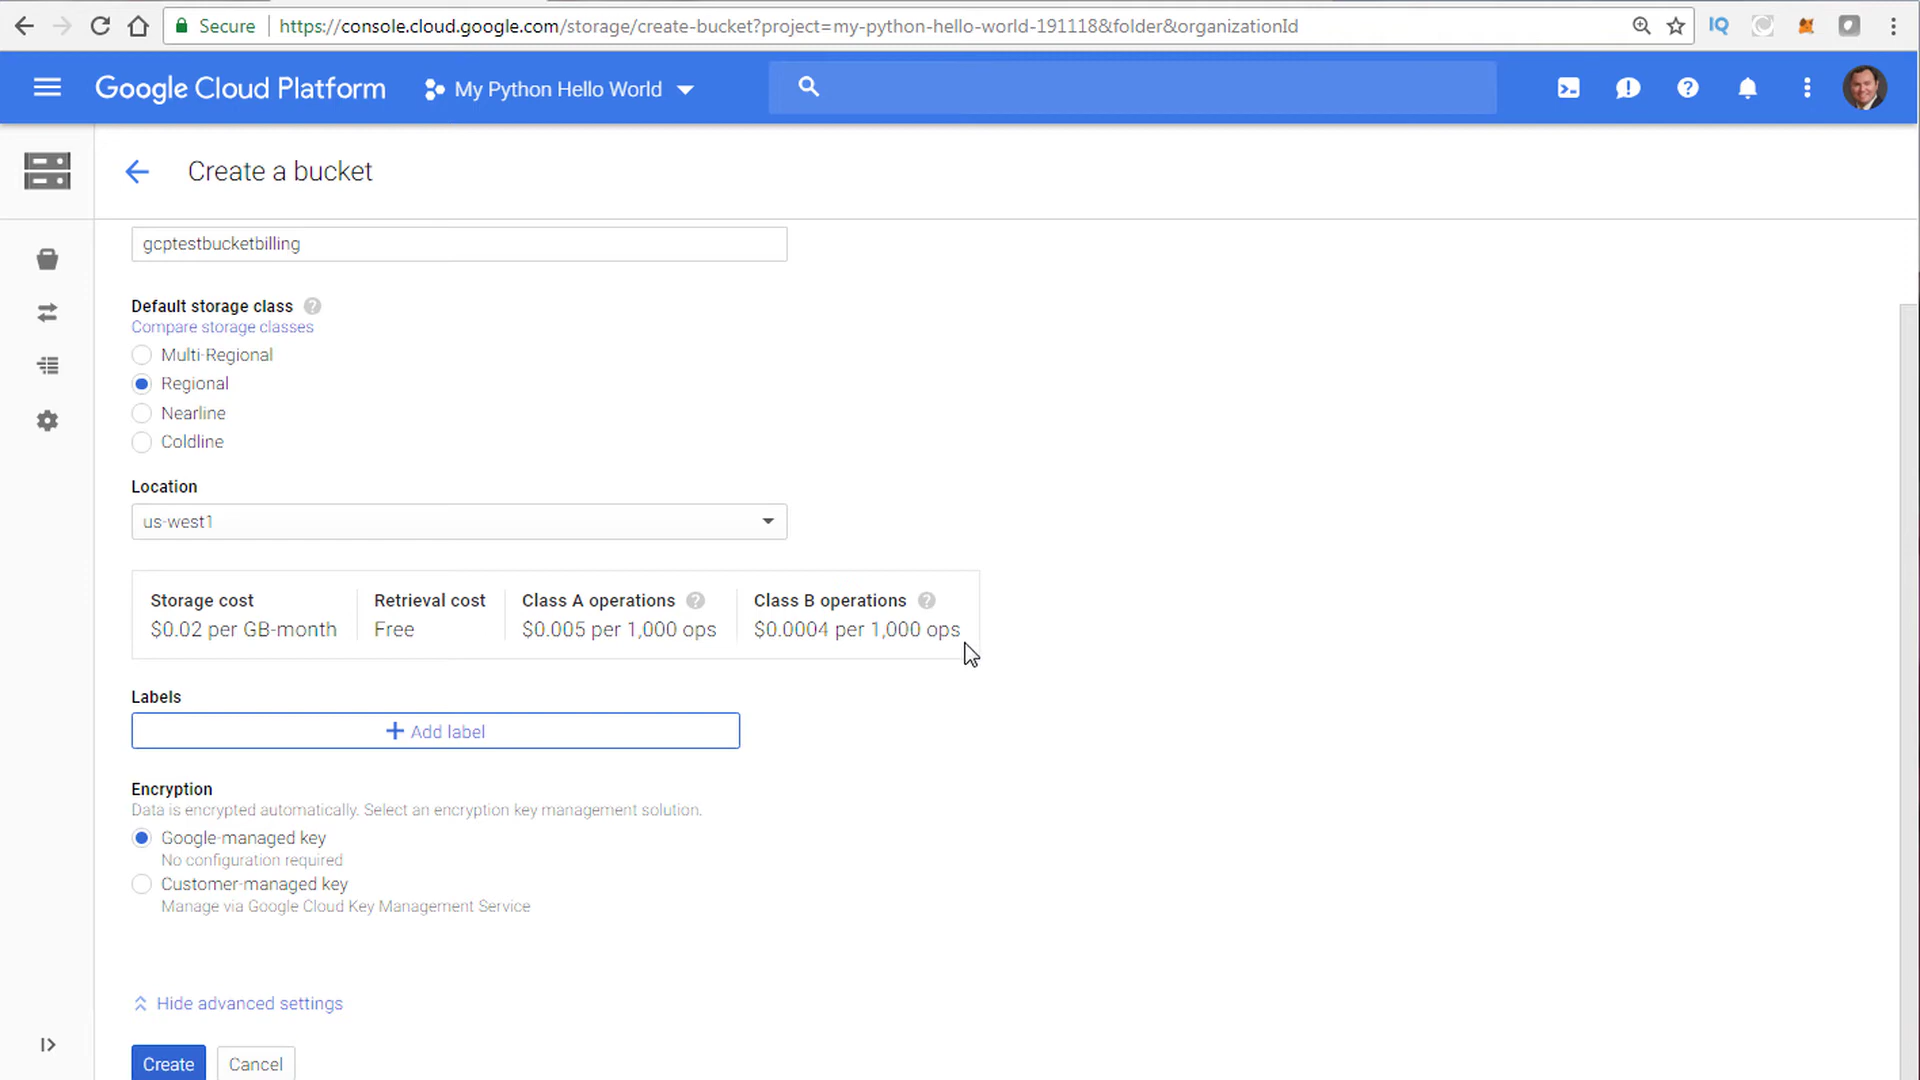 Secure https://console.cloud.google.com/storage/create-bucket?project=my-python-hello-world-191118&folder&organizationId
IQ
Google Cloud Platform My Python Hello World
Create a bucket
gcptestbucketbilling
Default storage class ?
Compare storage classes
Multi-Regional
Regional
Nearline
Coldline
Location
us-west1
Storage cost Retrieval cost Class A operations ? Class B operations ?
$0.02 per GB-month Free $0.005 per 1,000 ops $0.0004 per 1,000 ops
Labels
+ Add label
Encryption
Data is encrypted automatically. Select an encryption key management solution.
Google-managed key
No configuration required
Customer-managed key
Manage via Google Cloud Key Management Service
Hide advanced settings
Create Cancel